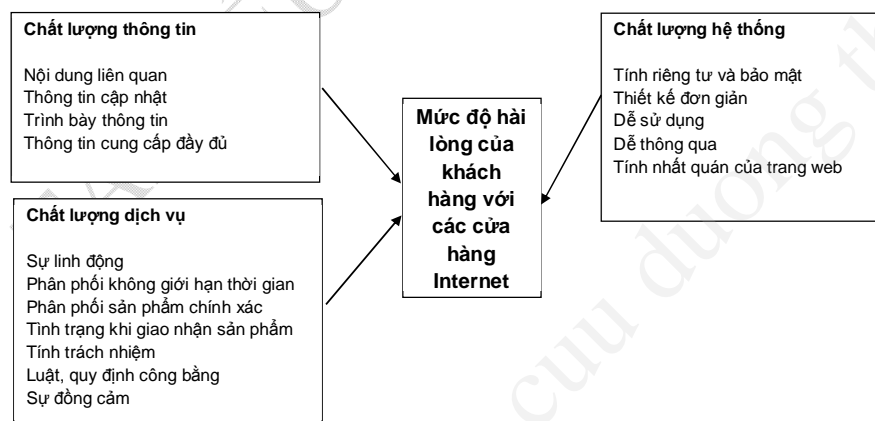 Chất lượng thông tin
Nội dung liên quan
Thông tin cập nhật
Trình bày thông tin
Thông tin cung cấp đầy đủ
Chất lượng dịch vụ
Sự linh động
Phân phối không giới hạn thời gian
Phân phối sản phẩm chính xác
Tình trạng khi giao nhận sản phẩm
Tính trách nhiệm
Luật, quy định công bằng
Sự đồng cảm
Mức độ hài
lòng của
khách
hàng với
các cửa
hàng
Internet
Chất lượng hệ thống
Tính riêng tư và bảo mật
Thiết kế đơn giản
Dễ sử dụng
Dễ thông qua
Tính nhất quán của trang web
cuu duong th